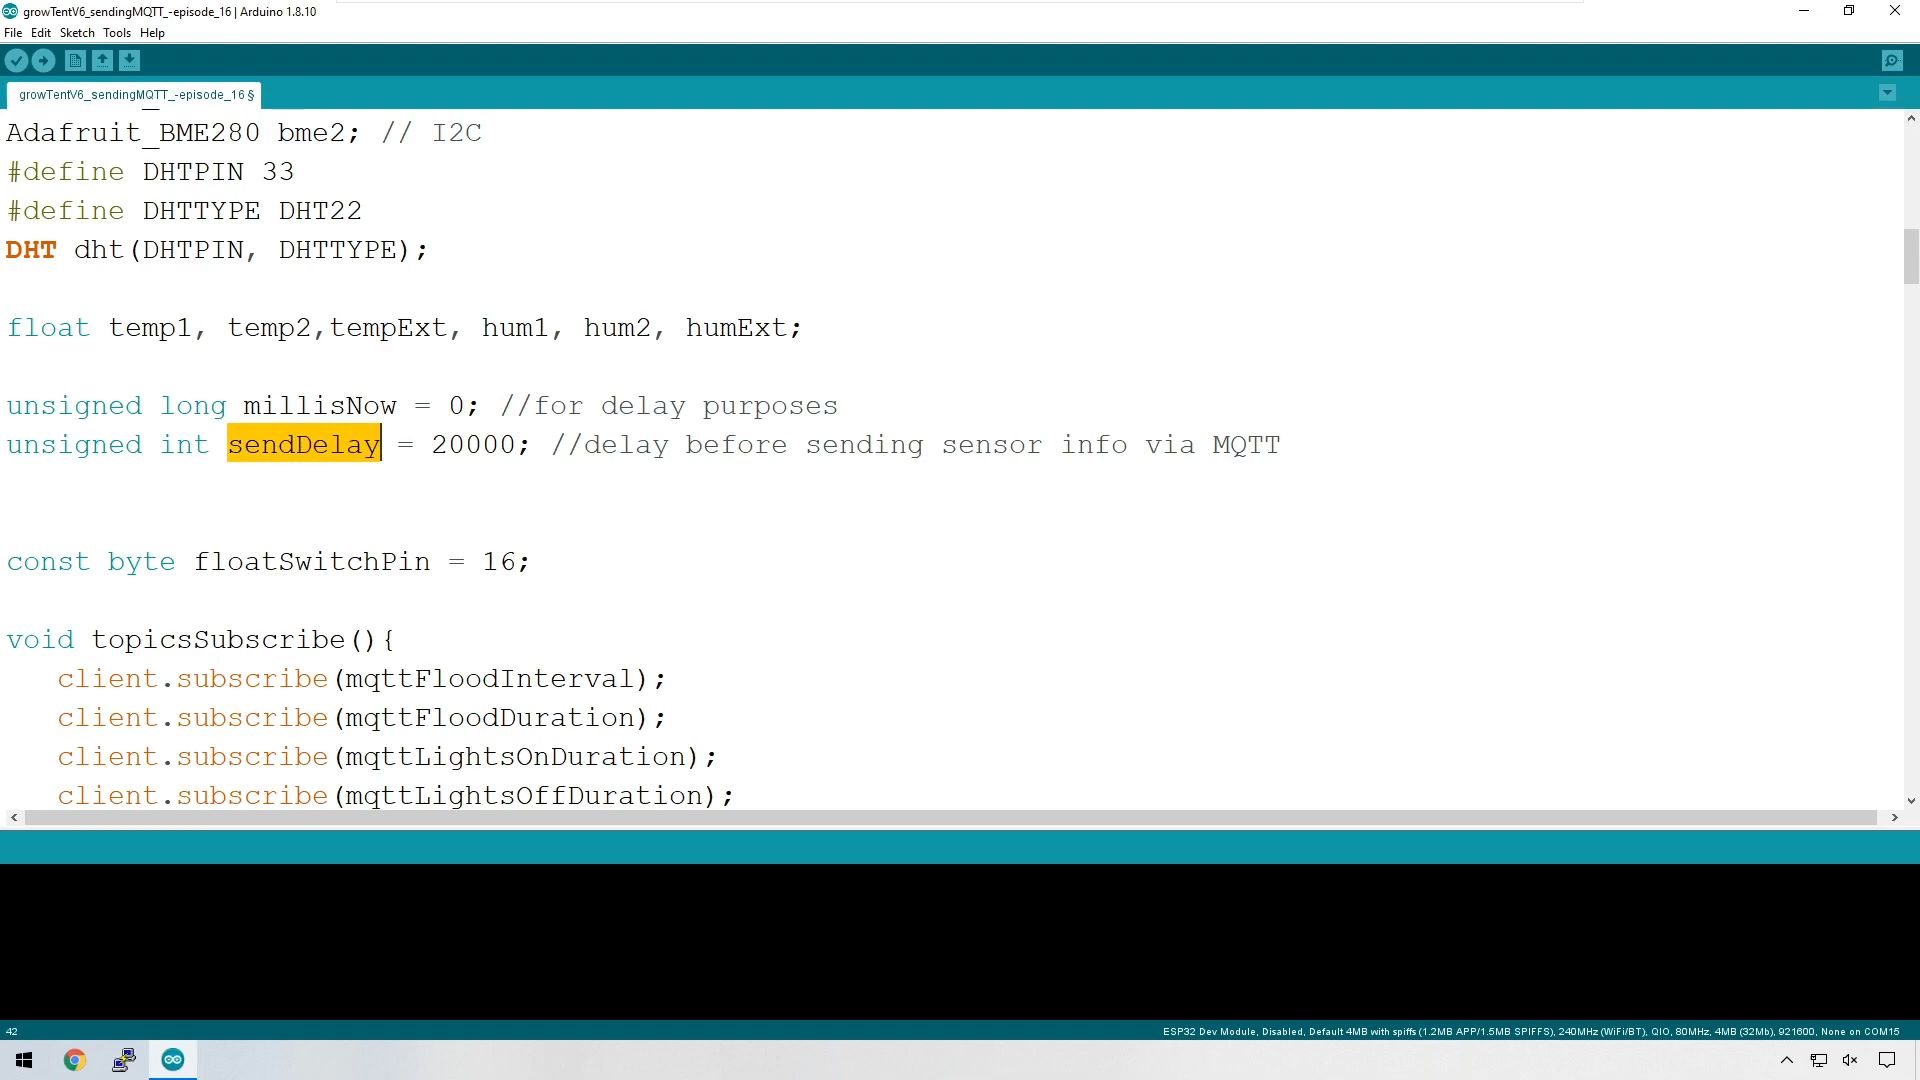 growTentV6_sendingMQTT_-episode_16 | Arduino 1.8.10
File Edit Sketch Tools Help
growTentV6_sendingMQTT_-episode_16 §
Adafruit_BME280 bme2; // I2C
#define DHTPIN 33
#define DHTTYPE DHT22
DHT dht(DHTPIN, DHTTYPE);
float temp1, temp2,tempExt, hum1, hum2, humExt;
unsigned long millisNow = 0; //for delay purposes
unsigned int sendDelay = 20000; //delay before sending sensor info via MQTT
const byte floatSwitchPin = 16;
void topicsSubscribe(){
client.subscribe(mqttFloodInterval);
client.subscribe(mqttFloodDuration);
client.subscribe(mqttLightsOnDuration);
client.subscribe(mqttLightsOffDuration);
42
ESP32 Dev Module, Disabled, Default 4MB with spiffs (1.2MB APP/1.5MB SPIFFS), 240MHz (WiFi/BT), QIO, 80MHz, 4MB (32Mb), 921600, None on COM15